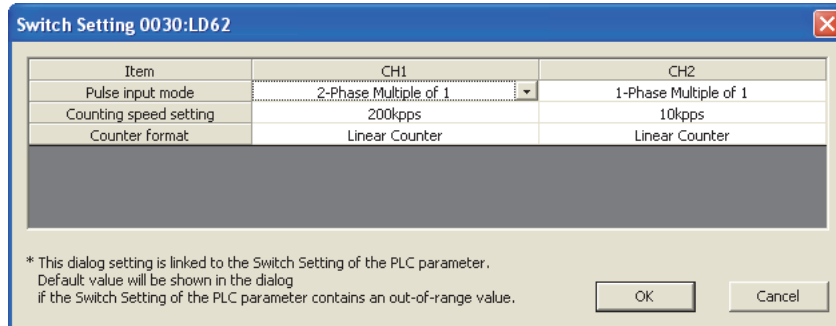 Switch Setting 0030:LD62
Item CH1 CH2
Pulse input mode 2-Phase Multiple of 1 1-Phase Multiple of 1
Counting speed setting 200kpps 10kpps
Counter format Linear Counter Linear Counter
* This dialog setting is linked to the Switch Setting of the PLC parameter.
Default value will be shown in the dialog
if the Switch Setting of the PLC parameter contains an out-of-range value.
OK Cancel